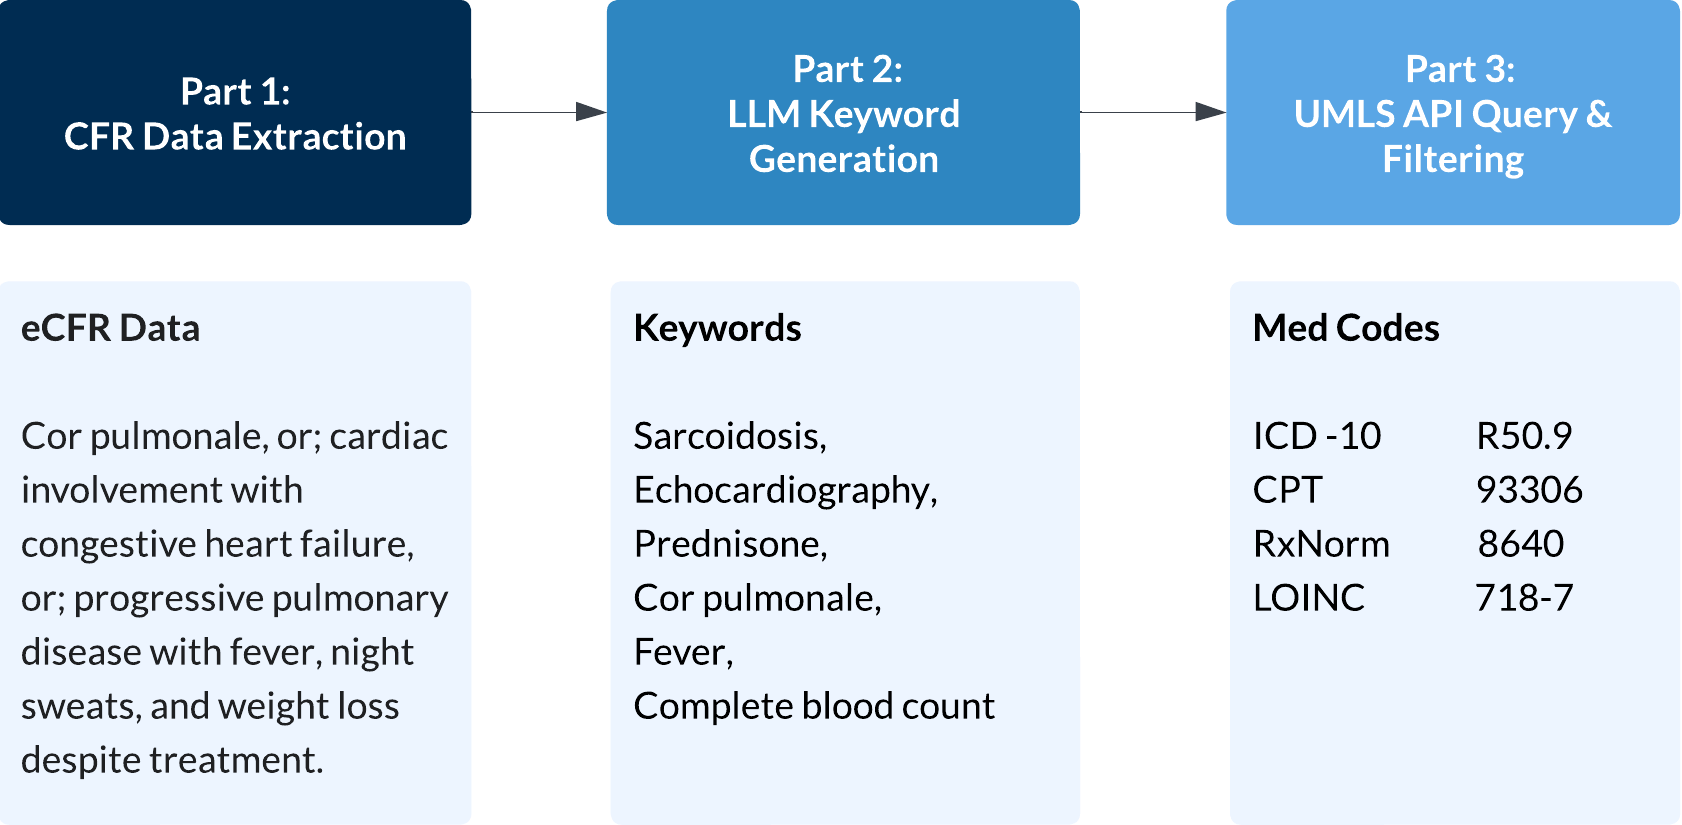 Part 1:
CFR Data Extraction
Part 2:
LLM Keyword
Generation
Part 3:
UMLS API Query &
Filtering
eCFR Data
Cor pulmonale, or; cardiac
involvement with
congestive heart failure,
or; progressive pulmonary
disease with fever, night
sweats, and weight loss
despite treatment.
Keywords
Sarcoidosis,
Echocardiography,
Prednisone,
Cor pulmonale,
Fever,
Complete blood count
Med Codes
ICD -10 R50.9
CPT 93306
RxNorm 8640
LOINC 718-7